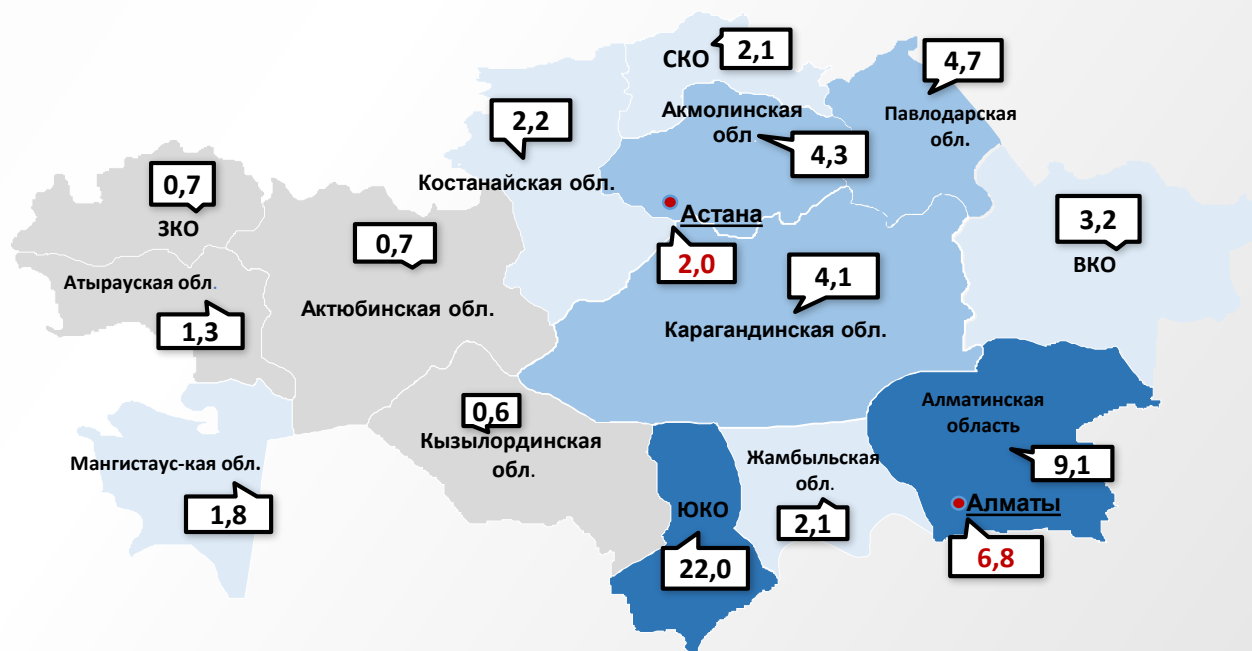 СКО
2,1
4,7
Акмолинская
обл
Павлодарская
обл.
2,2
4,3
Костанайская обл.
0,7
ЗКО
Астана
2,0
0,7
3,2
ВКО
Атырауская обл.
1,3
Актюбинская обл.
4,1
Карагандинская обл.
0,6
Кызылординская
обл.
Алматинская
область
9,1
Мангистаус-кая обл.
1,8
Жамбыльская
обл.
2,1
ЮКО
22,0
Алматы
6,8